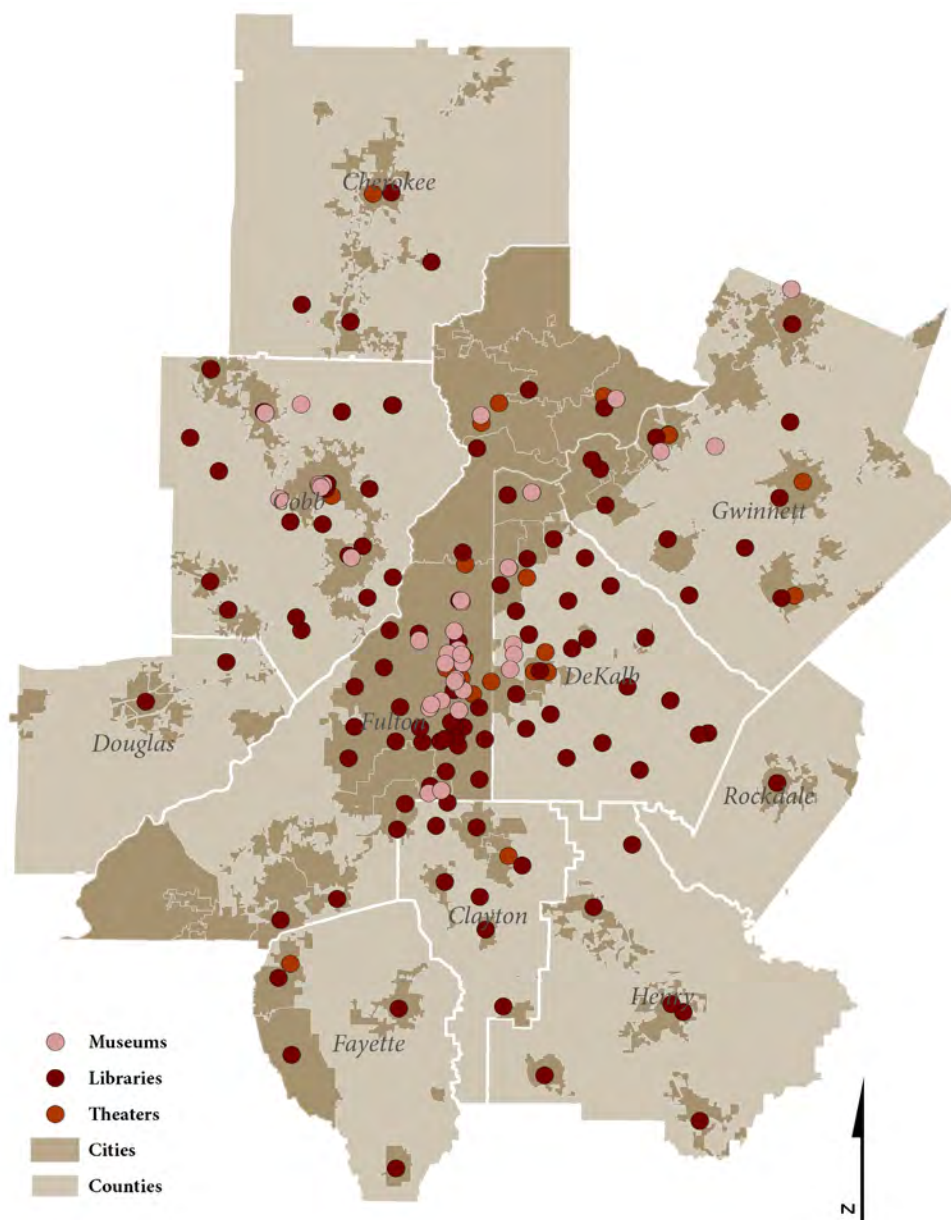 Cherokee
Cobb
Gwinnett
DeKalb
Fulton
Douglas
Rockdale
Clayton
Henry
Fayette
Museums
Libraries
Theaters
Cities
Counties
N